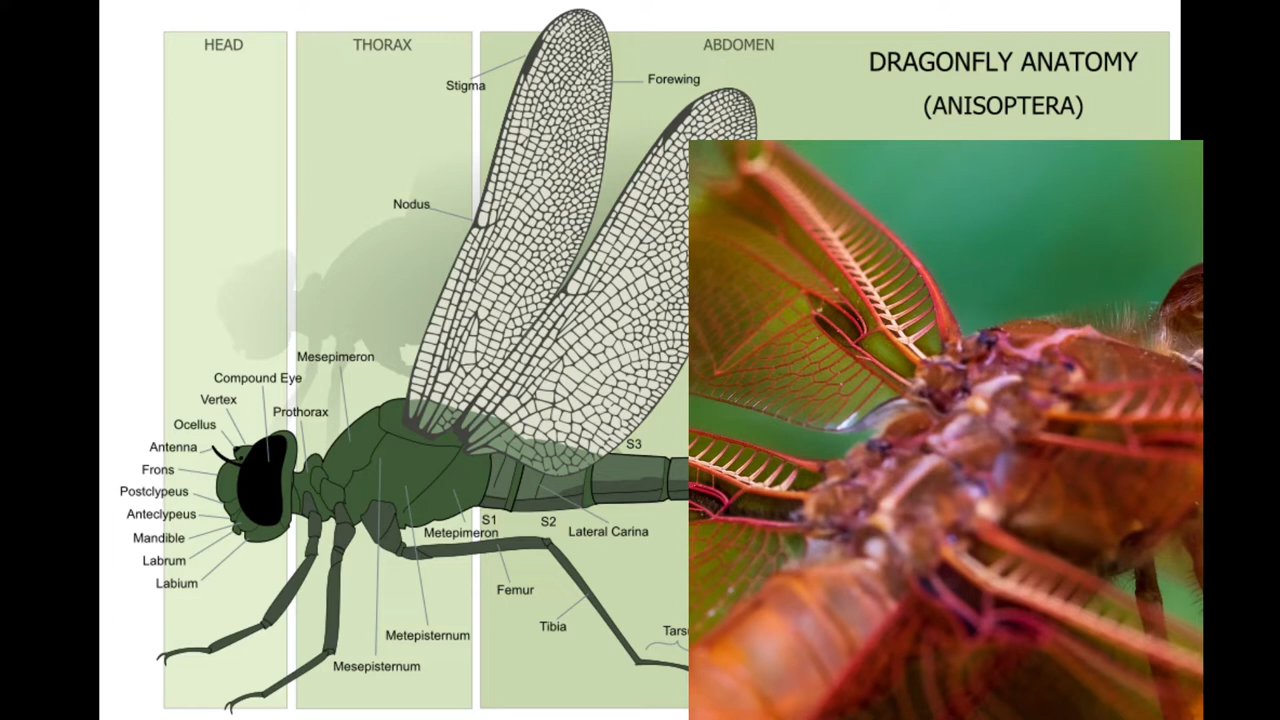 HEAD
THORAX
ABDOMEN
DRAGONFLY ANATOMY
(ANISOPTERA)
Stigma
Forewing
Nodus
Mesepimeron
Compound Eye
Vertex
Prothorax
Ocellus
Antenna
Frons
Postclypeus
Anteclypeus
Mandible
Labrum
Labium
S3
S1
S2
Metepimeron
Lateral Carina
Femur
Tibia
Metepisternum
Mesepisternum